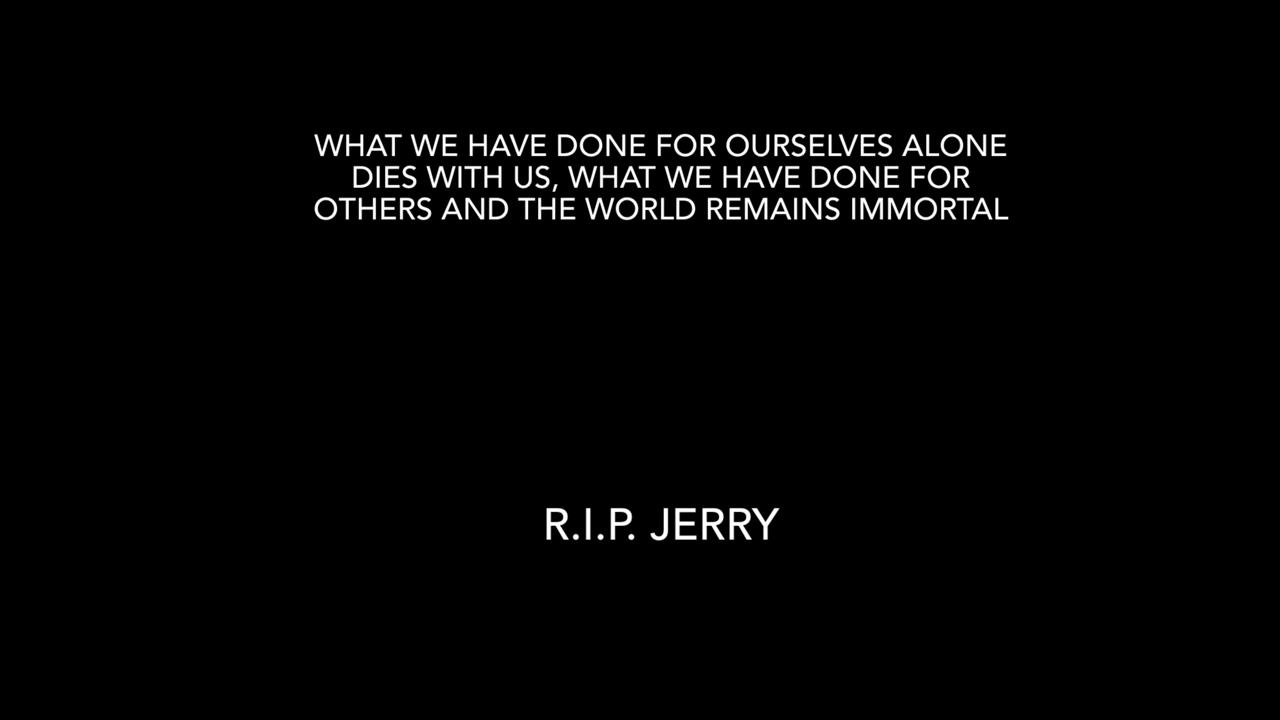 WHAT WE HAVE DONE FOR OURSELVES ALONE
DIES WITH US, WHAT WE HAVE DONE FOR
OTHERS AND THE WORLD REMAINS IMMORTAL
R.I.P. JERRY